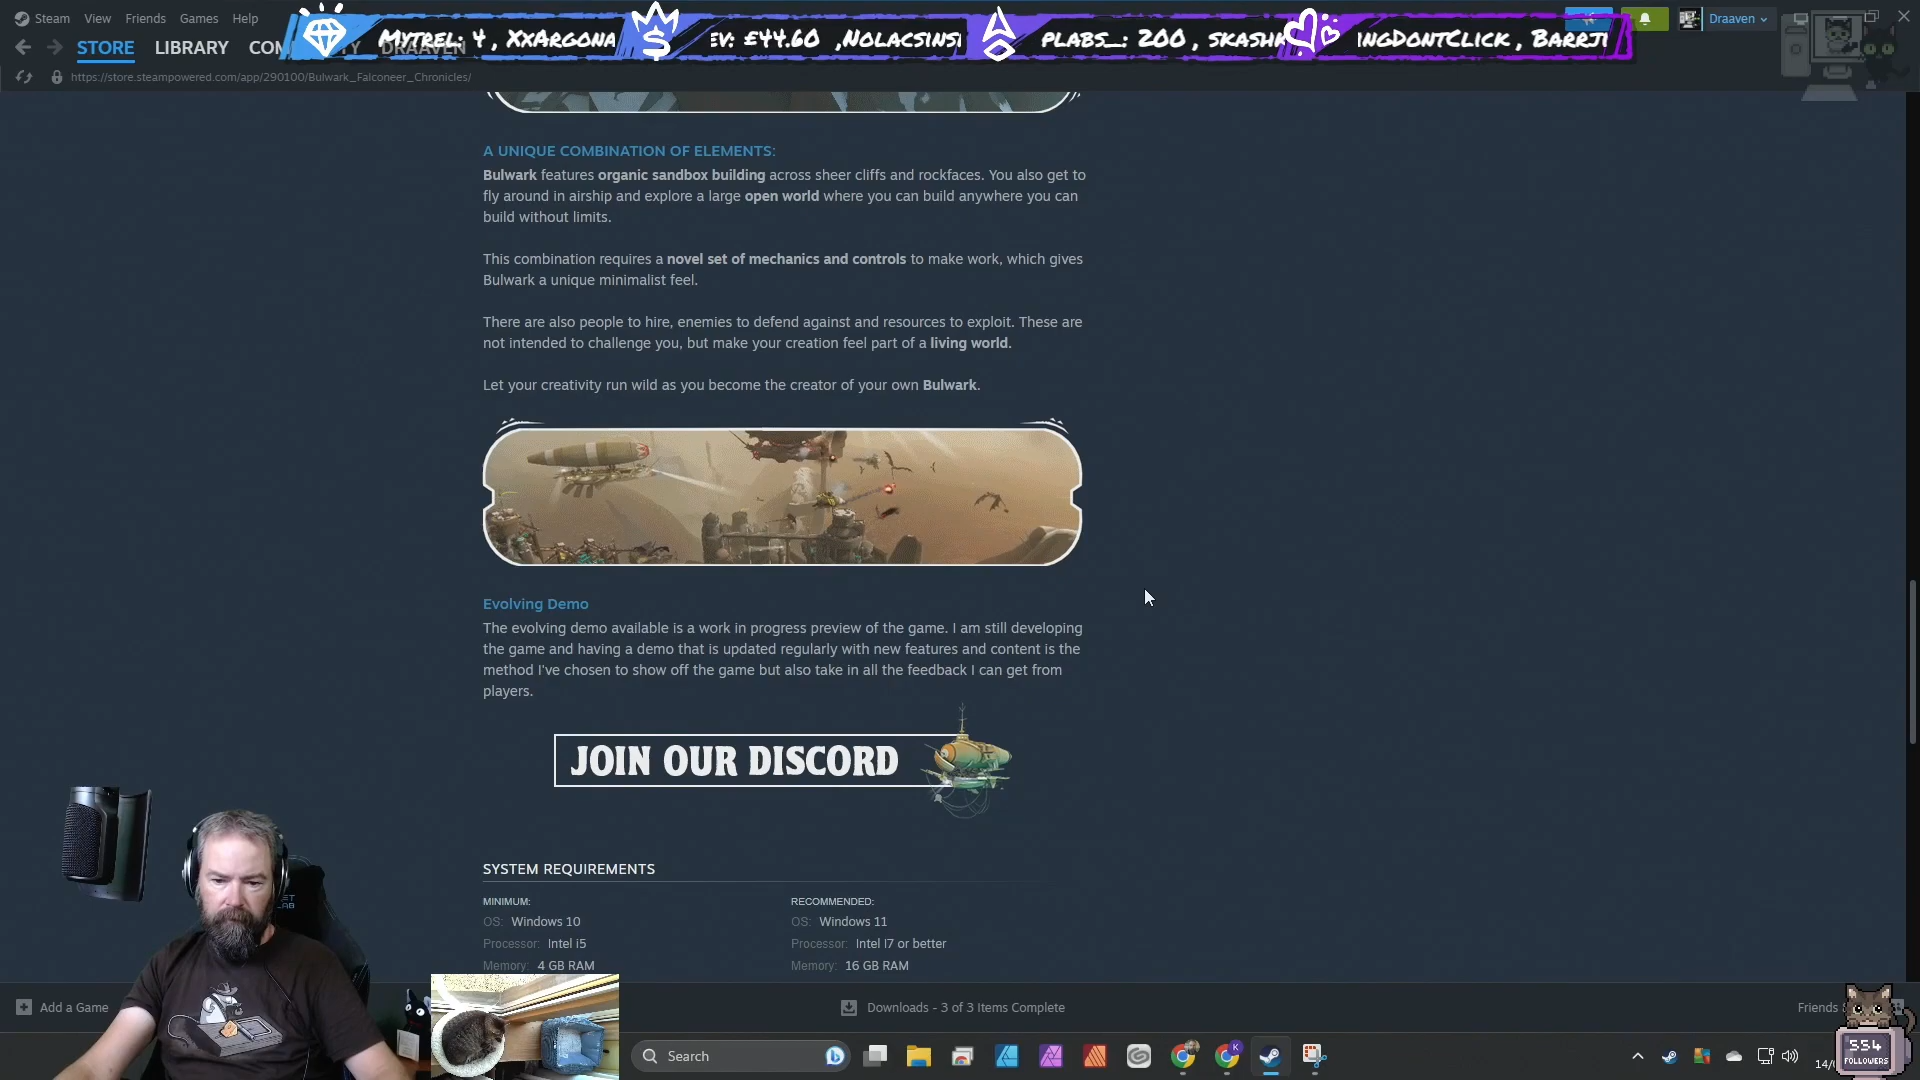 Steam View Friends Games Help
Mytrel: 4 , XxArgona
ev: £44.60 ,Nolacsinsi
plabs_: 200 , skash
ingDontClick , Barrji
Draaven
STORE LIBRARY COM TY DRAAVEN
https://store.steampowered.com/app/290100/Bulwark_Falconeer_Chronicles/
A UNIQUE COMBINATION OF ELEMENTS:
Bulwark features organic sandbox building across sheer cliffs and rockfaces. You also get to
fly around in airship and explore a large open world where you can build anywhere you can
build without limits.
This combination requires a novel set of mechanics and controls to make work, which gives
Bulwark a unique minimalist feel.
There are also people to hire, enemies to defend against and resources to exploit. These are
not intended to challenge you, but make your creation feel part of a living world.
Let your creativity run wild as you become the creator of your own Bulwark.
Evolving Demo
The evolving demo available is a work in progress preview of the game. I am still developing
the game and having a demo that is updated regularly with new features and content is the
method I've chosen to show off the game but also take in all the feedback I can get from
players.
JOIN OUR DISCORD
SYSTEM REQUIREMENTS
MINIMUM:
OS: Windows 10
Processor: Intel i5
Memory: 4 GB RAM
RECOMMENDED:
OS: Windows 11
Processor: Intel I7 or better
Memory: 16 GB RAM
Add a Game
Downloads - 3 of 3 Items Complete
Friends
Search
14/
554
FOLLOWERS